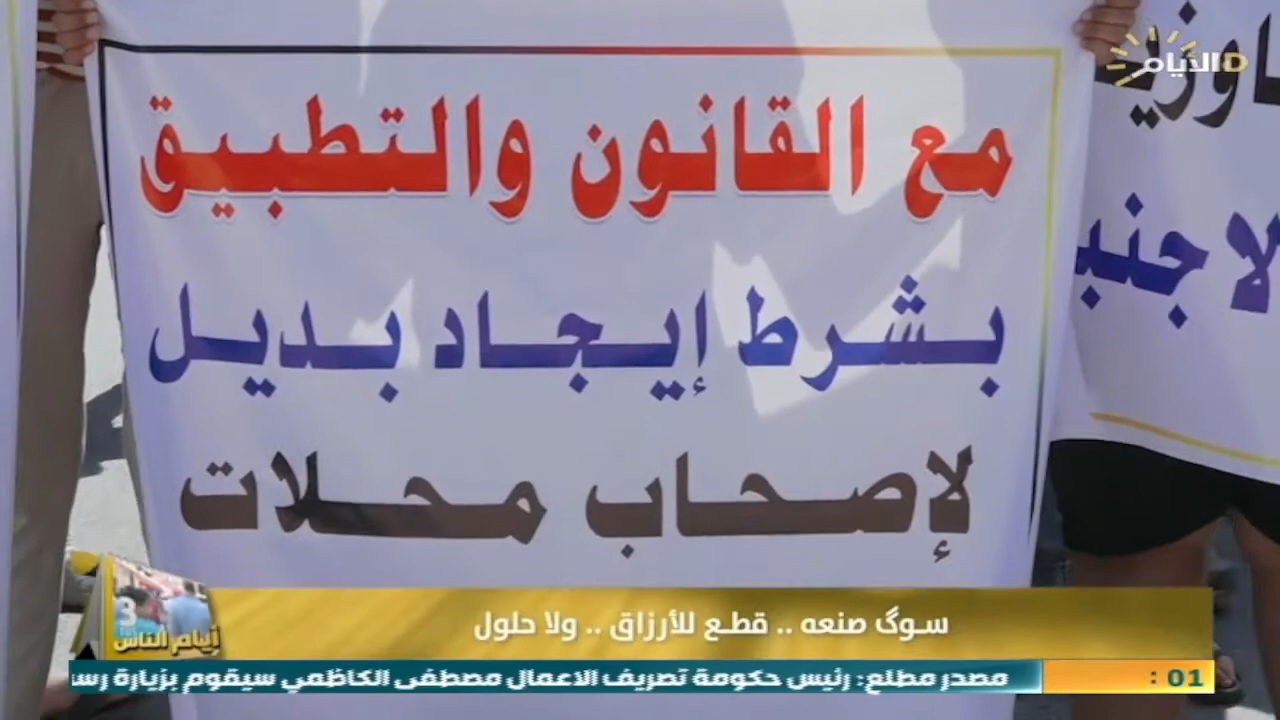 الأيام
مع القانون والتطبيق
بشرط إيجاد بديل
لإصحاب محلات
سوگ صنعه .. قطع للأرزاق .. ولا حلول
أيام الناس
مصدر مطلع: رئيس حكومة تصريف الاعمال مصطفى الكاظمي سيقوم بزيارة
01 :